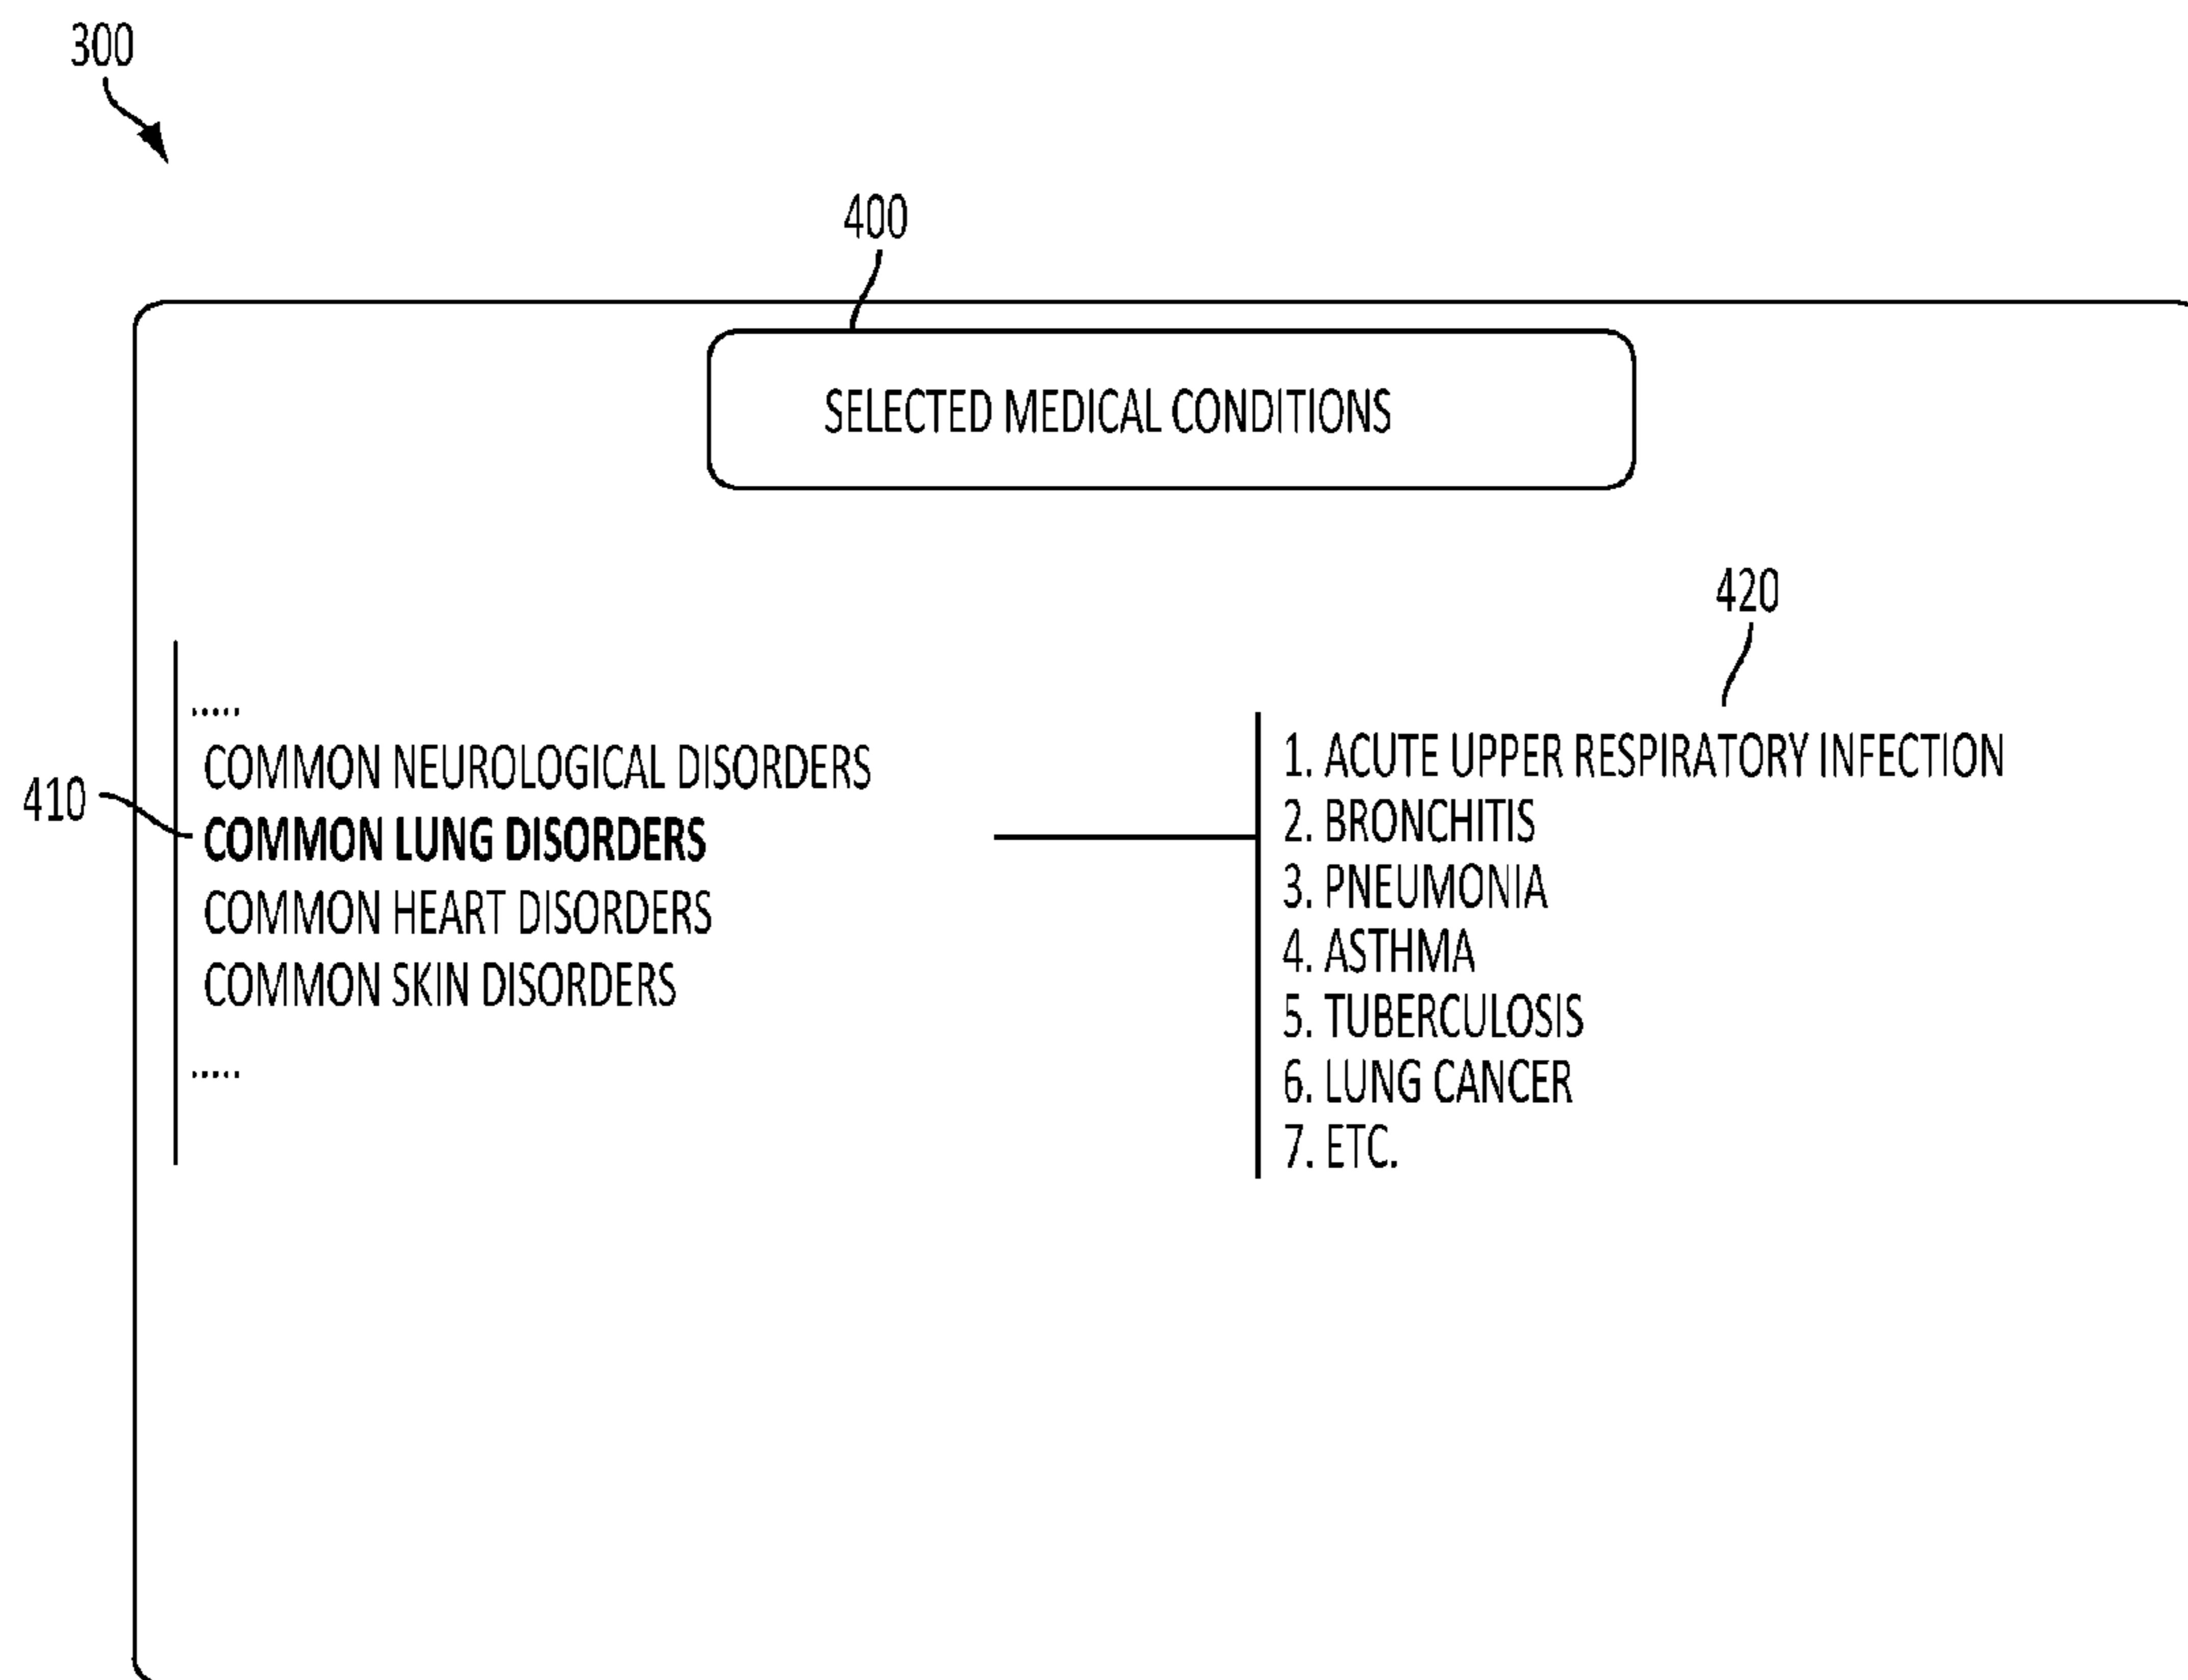 300
400
SELECTED MEDICAL CONDITIONS
420
.....
COMMON NEUROLOGICAL DISORDERS
410
COMMON LUNG DISORDERS
COMMON HEART DISORDERS
COMMON SKIN DISORDERS
.....
1. ACUTE UPPER RESPIRATORY INFECTION
2. BRONCHITIS
3. PNEUMONIA
4. ASTHMA
5. TUBERCULOSIS
6. LUNG CANCER
7. ETC.